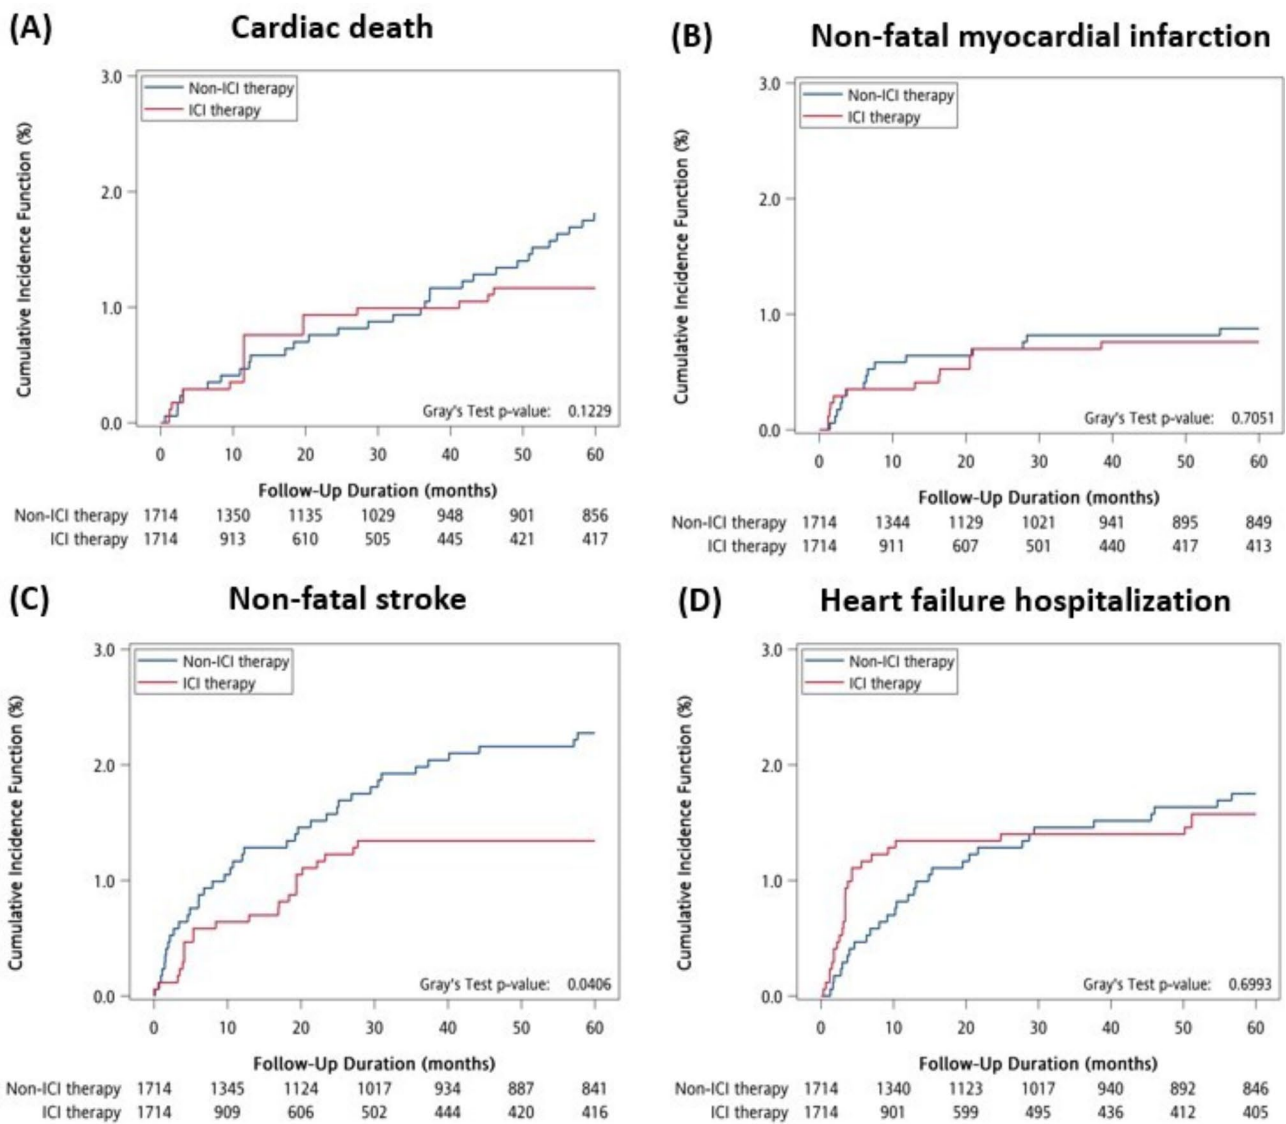 (A) Cardiac death
3.0
Non-ICI therapy
ICI therapy
2.0
1.0
0.0
Cumulative Incidence Function (%)
Gray's Test p-value: 0.1229
0 10 20 30 40 50 60
Follow-Up Duration (months)
Non-ICI therapy 1714 1350 1135 1029 948 901 856
ICI therapy 1714 913 610 505 445 421 417
(B) Non-fatal myocardial infarction
3.0
Non-ICI therapy
ICI therapy
2.0
1.0
0.0
Cumulative Incidence Function (%)
Gray's Test p-value: 0.7051
0 10 20 30 40 50 60
Follow-Up Duration (months)
Non-ICI therapy 1714 1344 1129 1021 941 895 849
ICI therapy 1714 911 607 501 440 417 413
(C) Non-fatal stroke
3.0
Non-ICI therapy
ICI therapy
2.0
1.0
0.0
Cumulative Incidence Function (%)
Gray's Test p-value: 0.0406
0 10 20 30 40 50 60
Follow-Up Duration (months)
Non-ICI therapy 1714 1345 1124 1017 934 887 841
ICI therapy 1714 909 606 502 444 420 416
(D) Heart failure hospitalization
3.0
Non-ICI therapy
ICI therapy
2.0
1.0
0.0
Cumulative Incidence Function (%)
Gray's Test p-value: 0.6993
0 10 20 30 40 50 60
Follow-Up Duration (months)
Non-ICI therapy 1714 1340 1123 1017 940 892 846
ICI therapy 1714 901 599 495 436 412 405